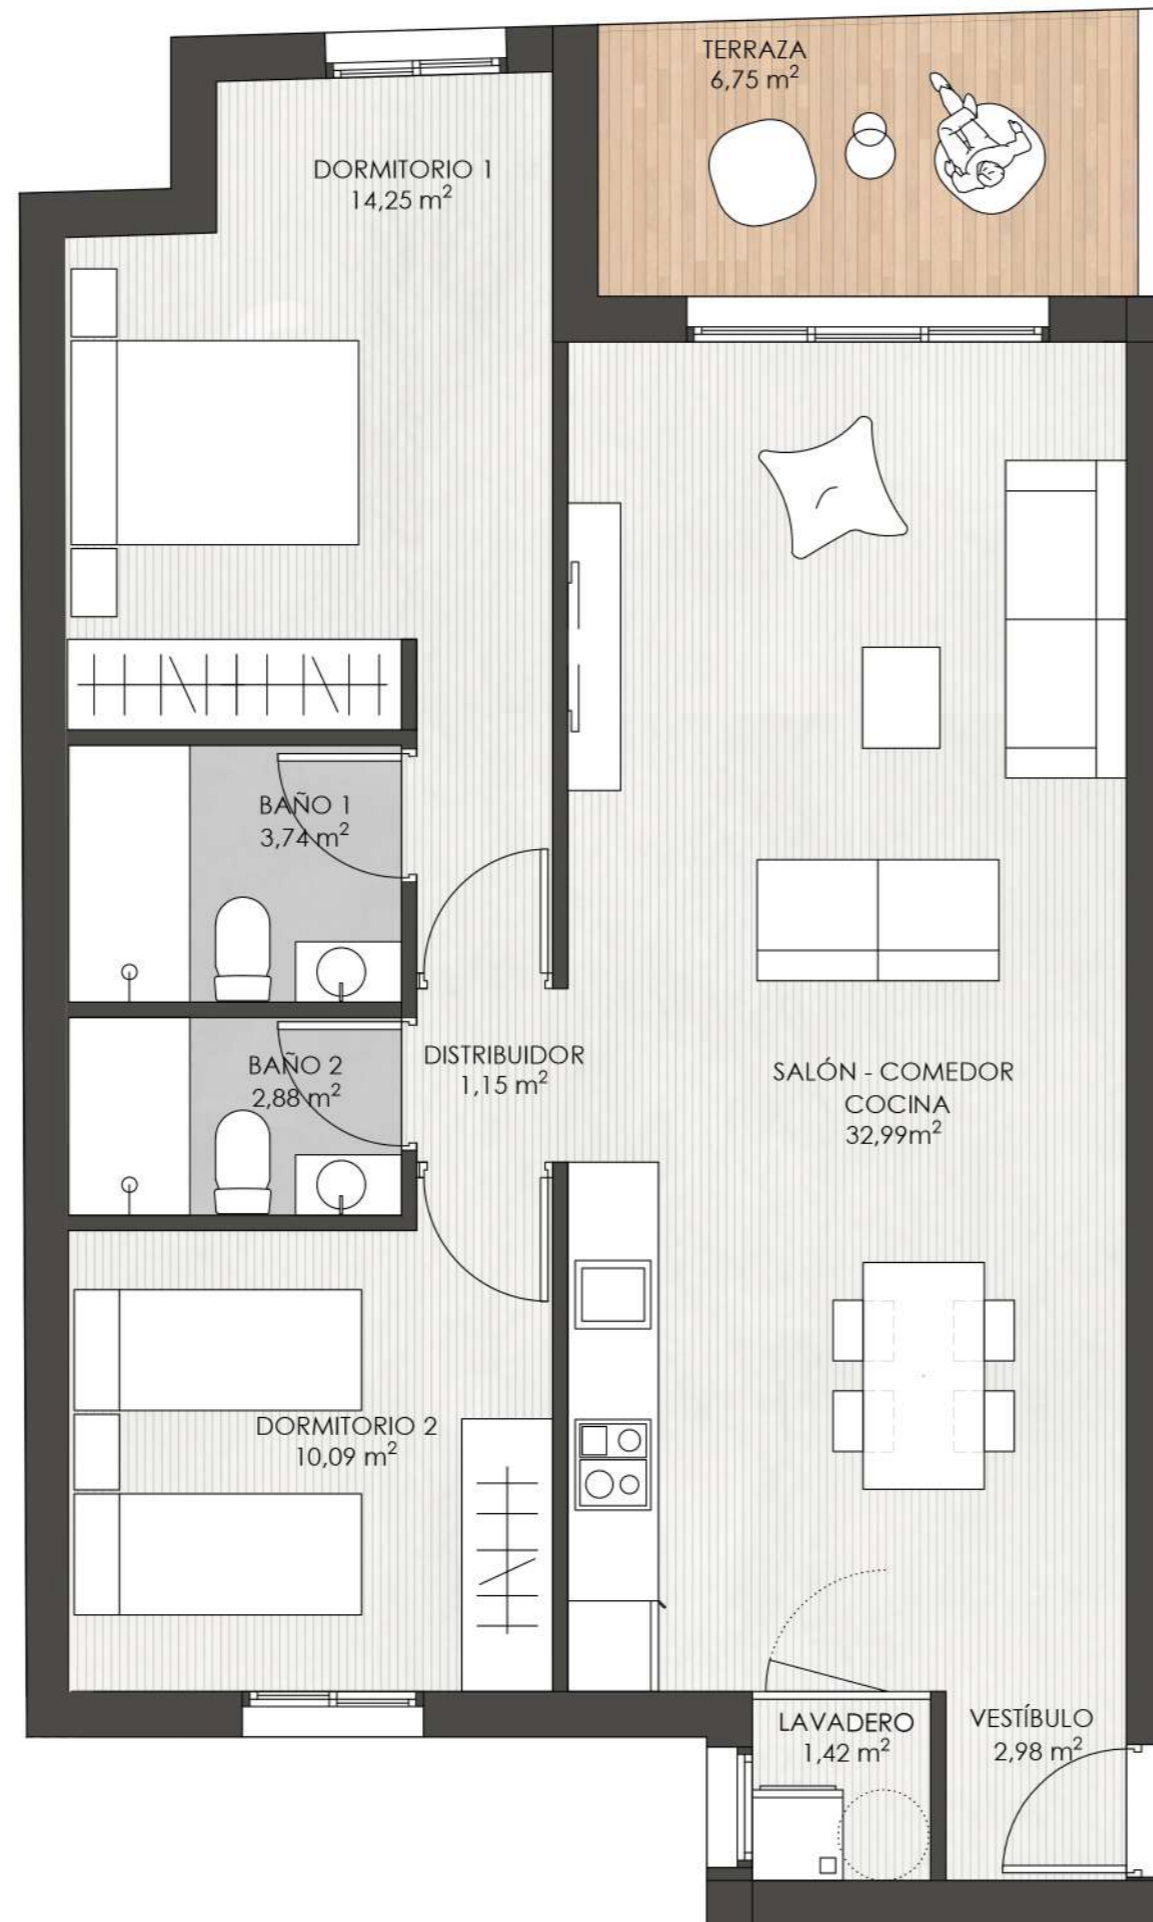 TERRAZA
6,75 m²
DORMITORIO 1
14,25 m²
BAÑO 1
3,74 m²
BAÑO 2
2,88 m²
DISTRIBUIDOR
1,15 m²
SALÓN - COMEDOR
COCINA
32,99m²
DORMITORIO 2
10,09 m²
LAVADERO
1,42 m²
VESTÍBULO
2,98 m²